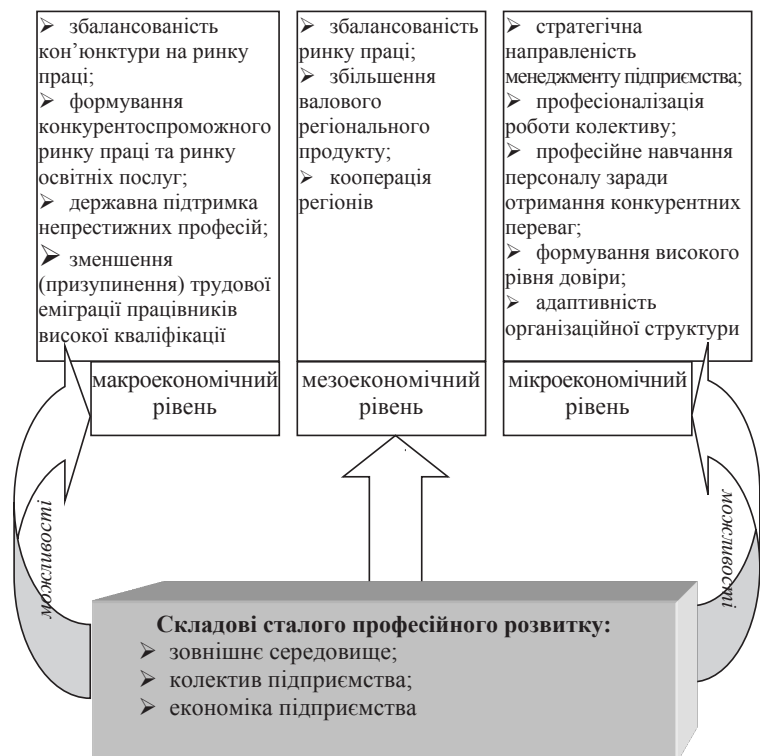 ➢ збалансованість
кон’юнктури на ринку
праці;
➢ формування
конкурентоспроможного
ринку праці та ринку
освітніх послуг;
➢ державна підтримка
непрестижних професій;
➢ зменшення
(призупинення) трудової
еміграції працівників
високої кваліфікації
➢ збалансованість
ринку праці;
➢ збільшення
валового
регіонального
продукту;
➢ кооперація
регіонів
➢ стратегічна
направленість
менеджменту підприємства;
➢ професіоналізація
роботи колективу;
➢ професійне навчання
персоналу заради
отримання конкурентних
переваг;
➢ формування високого
рівня довіри;
➢ адаптивність
організаційної структури
макроекономічний
рівень
мезоекономічний
рівень
мікроекономічний
рівень
можливості
можливості
Складові сталого професійного розвитку:
➢ зовнішнє середовище;
➢ колектив підприємства;
➢ економіка підприємства